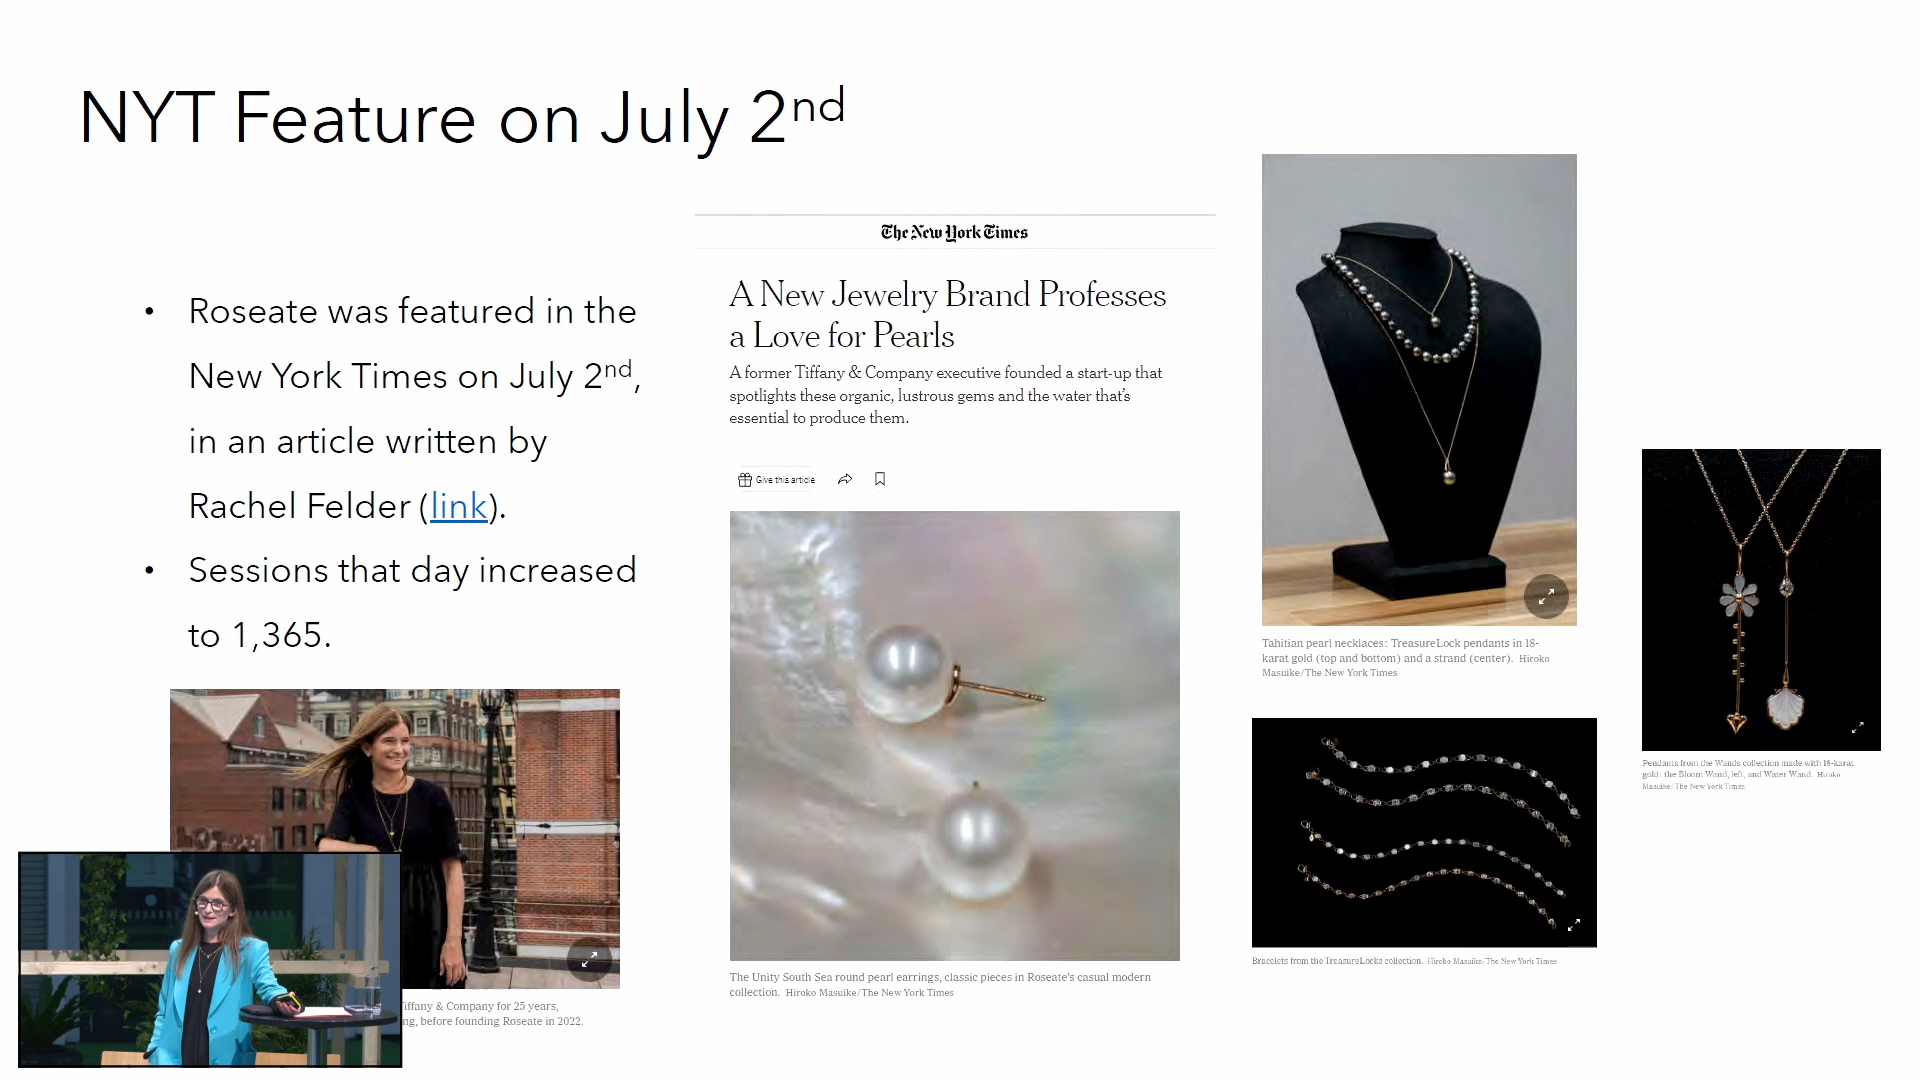 NYT Feature on July 2nd
• Roseate was featured in the
New York Times on July 2nd,
in an article written by
Rachel Felder (link).
• Sessions that day increased
to 1,365.
Tiffany & Company for 25 years,
before founding Roseate in 2022.
The New York Times
A New Jewelry Brand Professes
a Love for Pearls
A former Tiffany & Company executive founded a start-up that
spotlights these organic, lustrous gems and the water that's
essential to produce them.
Give this article
The Unity South Sea round pearl earrings, classic pieces in Roseate's casual modern
collection. Hiroko Masuike/The New York Times
Tahitian pearl necklaces: TreasureLock pendants in 18-
karat gold (top and bottom) and a strand (center). Hiroko
Masuike/The New York Times
Bracelets from the TreasureLocks collection. Hiroko Masuike/The New York Times
Pendants from the Wands collection made with 18-karat
gold: the Bloom Wand, left, and Water Wand. Hiroko
Masuike/The New York Times